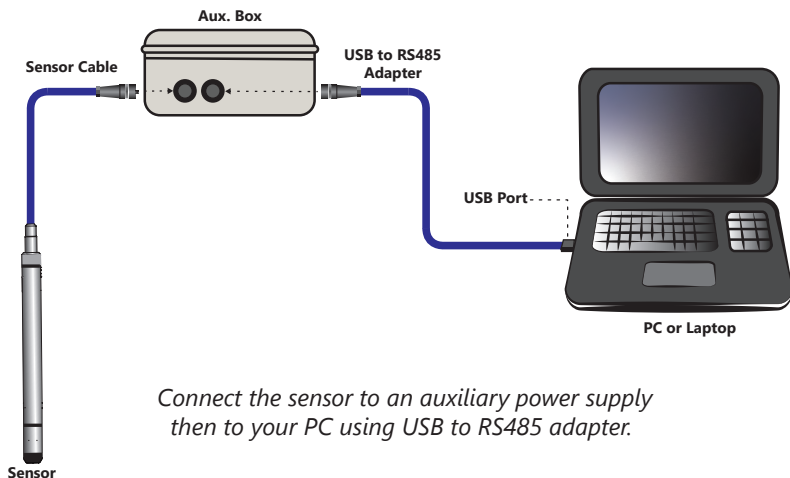 Aux. Box
Sensor Cable
USB to RS485
Adapter
USB Port
PC or Laptop
Connect the sensor to an auxiliary power supply
then to your PC using USB to RS485 adapter.
Sensor